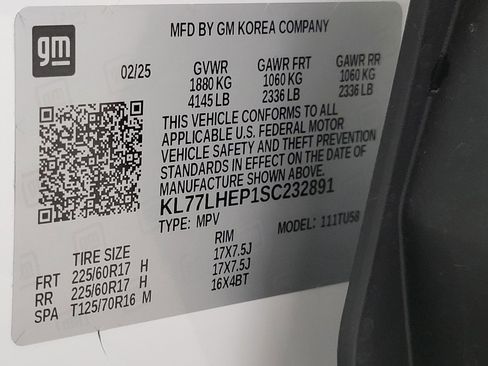 gm
MFD BY GM KOREA COMPANY
02/25 GVWR GAWR FRT GAWR RR
1880 KG 1060 KG 1060 KG
4145 LB 2336 LB 2336 LB
THIS VEHICLE CONFORMS TO ALL
APPLICABLE U.S. FEDERAL MOTOR
VEHICLE SAFETY AND THEFT PREVENTION
STANDARDS IN EFFECT ON THE DATE OF
MANUFACTURE SHOWN ABOVE.
KL77LHEP1SC232891
TYPE: MPV MODEL: 111TU58
TIRE SIZE RIM
FRT 225/60R17 H 17X7.5J
RR 225/60R17 H 17X7.5J
SPA T125/70R16 M 16X4BT